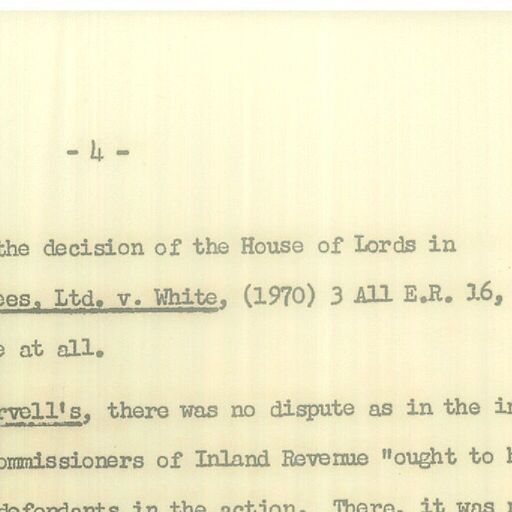 - 4 -
the decision of the House of Lords in
ees, Ltd. v. White, (1970) 3 All E.R. 16,
e at all.
rvell's, there was no dispute as in the in
ommissioners of Inland Revenue "ought to b
defendants in the action. There, it was n